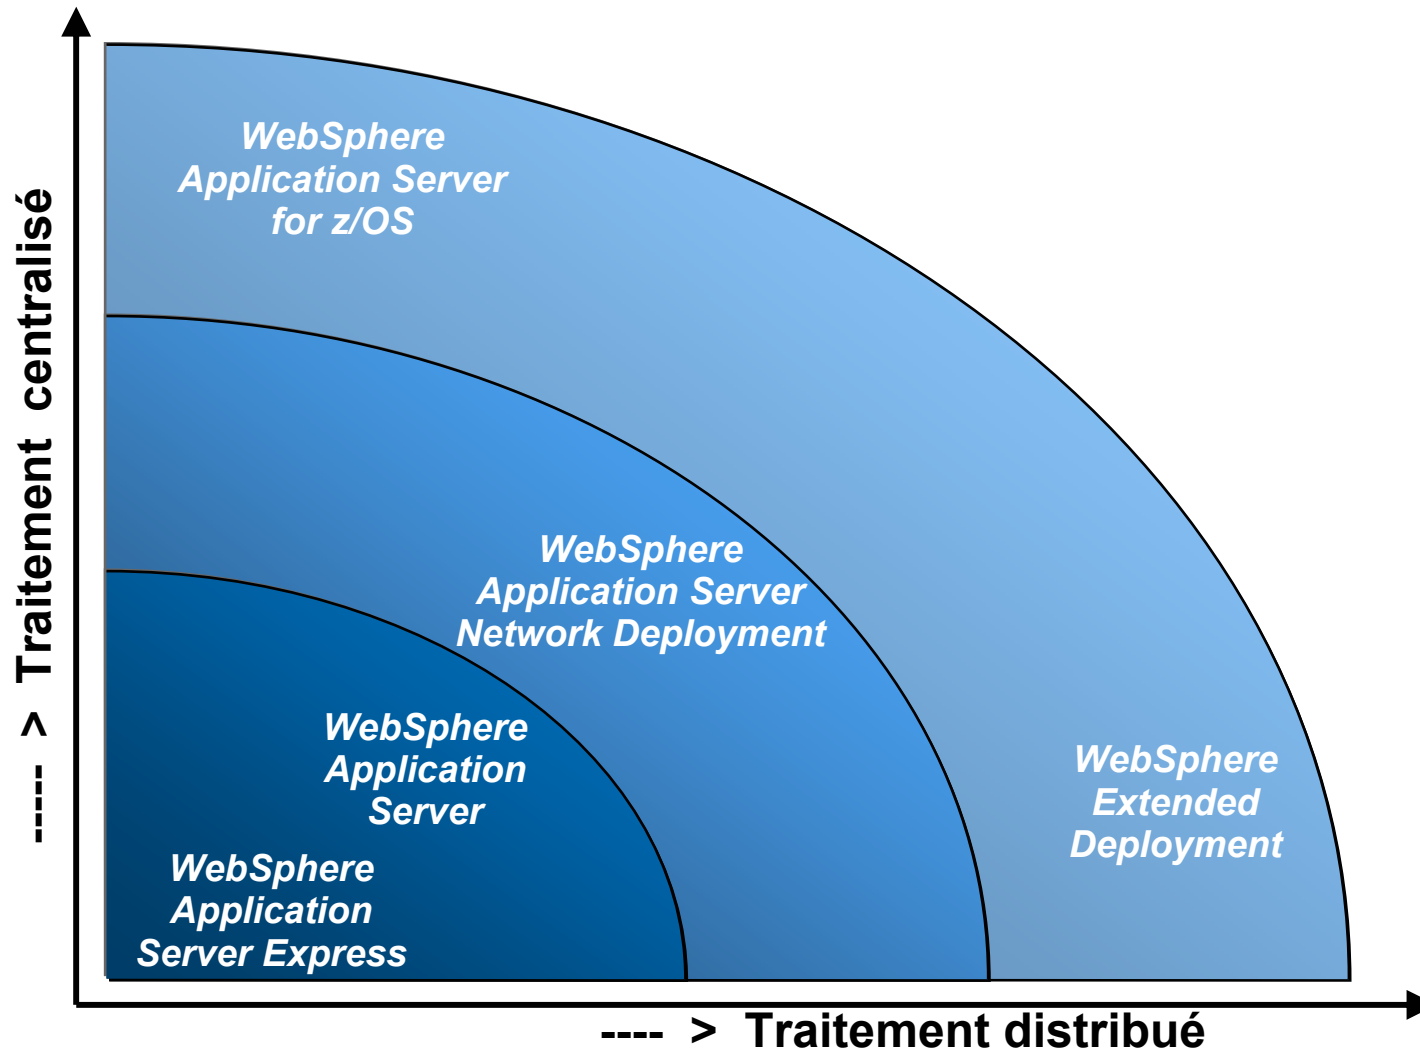 WebSphere
Application Server
for z/OS
----- > Traitement centralisé
WebSphere
Application Server
Network Deployment
WebSphere
Application
Server
WebSphere
Extended
Deployment
WebSphere
Application
Server Express
---- > Traitement distribué